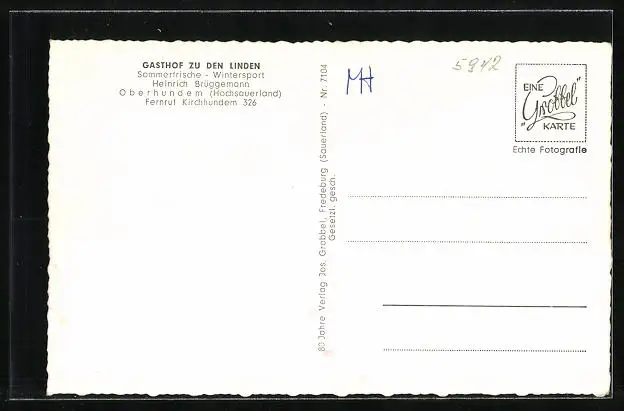 GASTHOF ZU DEN LINDEN
Sommerfrische - Wintersport
Heinrich Brüggemann
Oberhundem (Hochsauerland)
Fernruf Kirchhundem 326
80 Jahre Verlag Jos. Grobbel, Fredeburg (Sauerland) - Nr. 7104
Gesetzl. gesch.
MH
5942
EINE
„Grobbel"
KARTE
Echte Fotografie